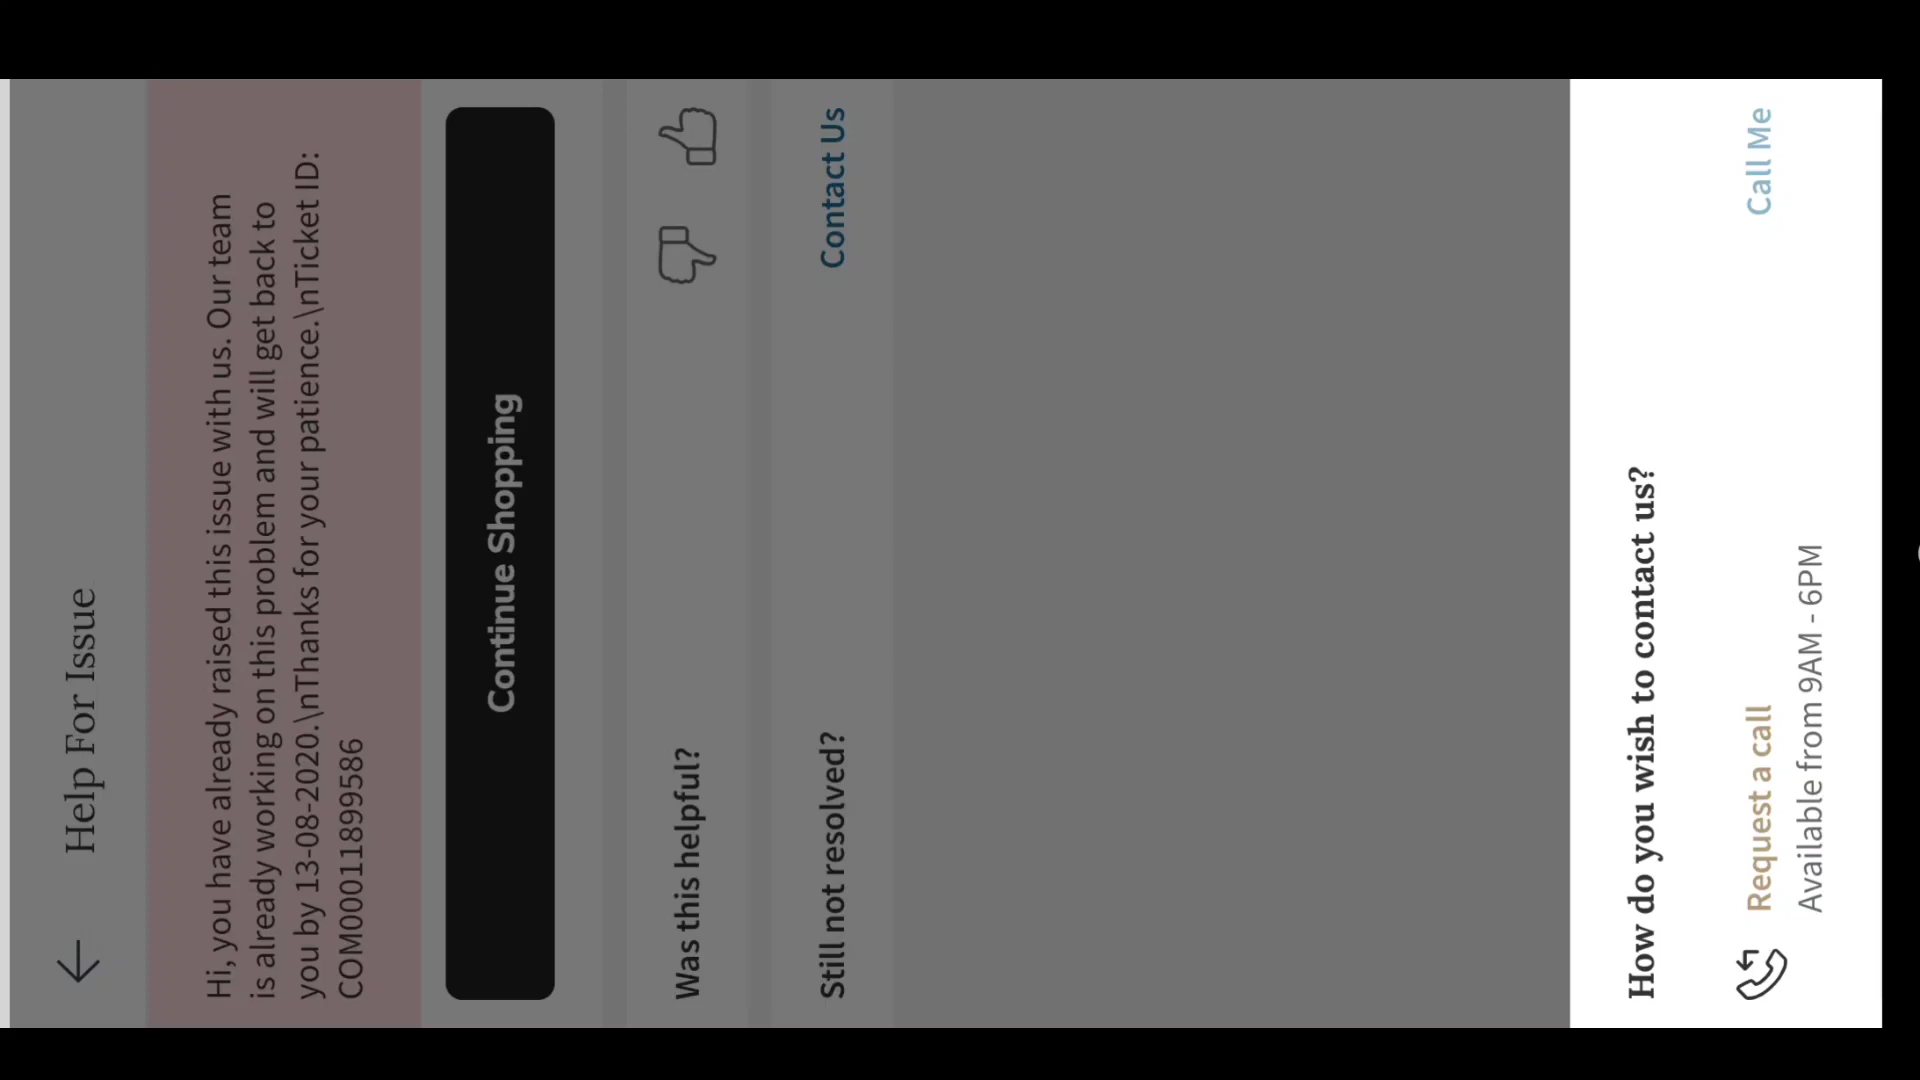 Help For Issue
Hi, you have already raised this issue with us. Our team
is already working on this problem and will get back to
you by 13-08-2020.\nThanks for your patience.\nTicket ID:
COM00011899586
Continue Shopping
Was this helpful?
Still not resolved? Contact Us
How do you wish to contact us?
Request a call Call Me
Available from 9AM - 6PM